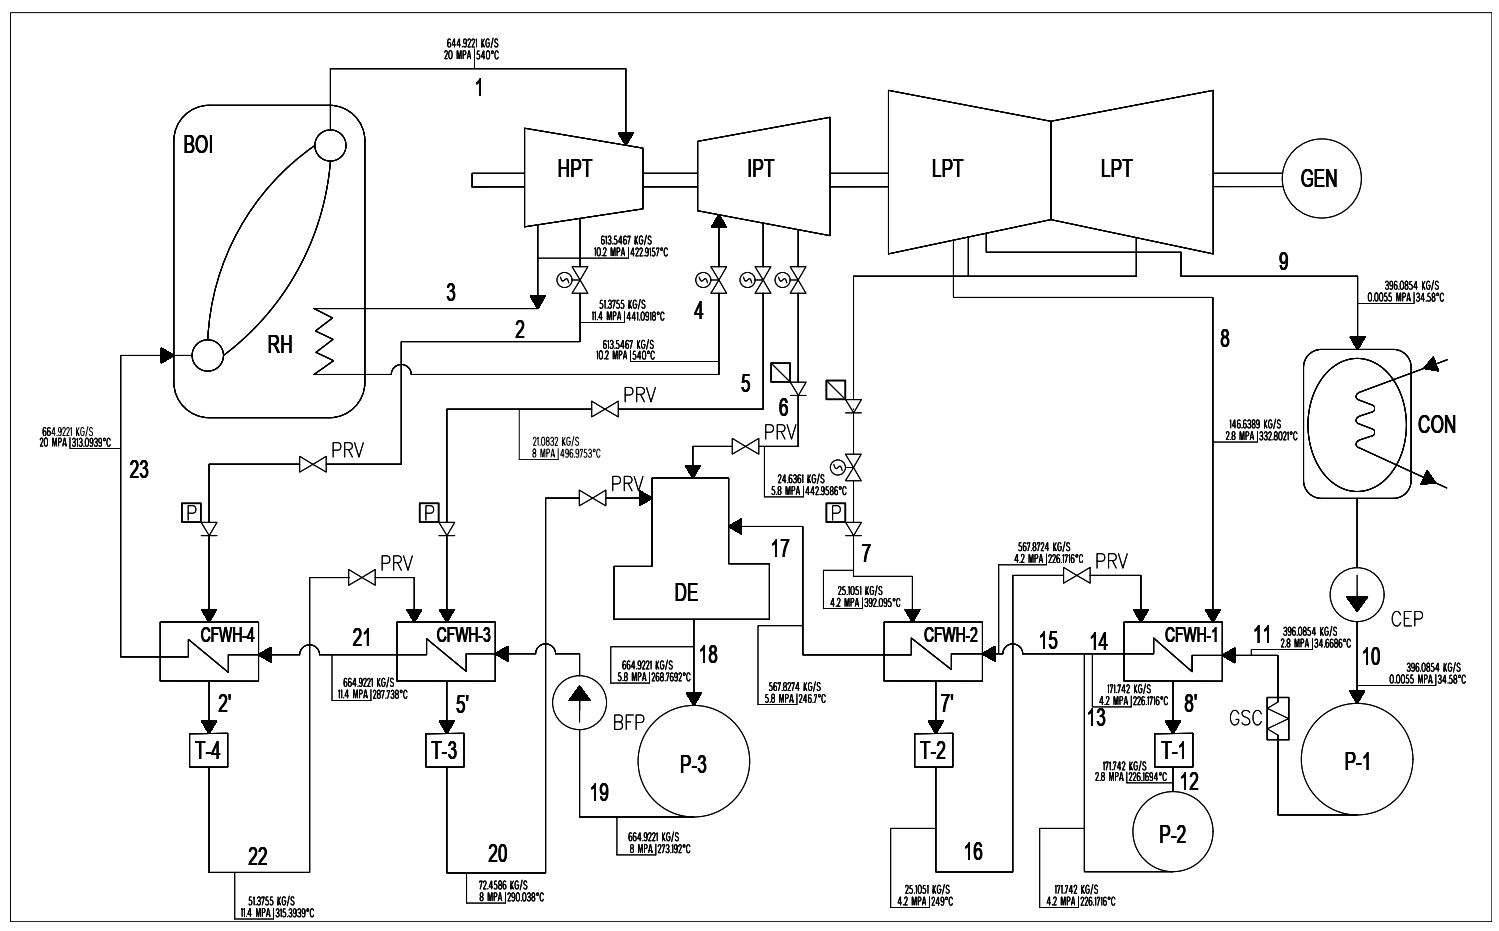 644.9221 KG/S
20 MPA 540°C
1
BOI
HPT
IPT
LPT
LPT
GEN
613.5467 KG/S
10.2 MPA 422.9157°C
9
396.0854 KG/S
0.0055 MPA 34.58°C
3
51.3755 KG/S
11.4 MPA 441.0918°C
4
2
RH
613.5467 KG/S
10.2 MPA 540°C
8
5
6
PRV
PRV
CON
664.9221 KG/S
20 MPA 313.0939°C
23
PRV
21.0832 KG/S
8 MPA 496.9753°C
146.6389 KG/S
2.8 MPA 332.8021°C
PRV
24.6361 KG/S
5.8 MPA 442.9586°C
P
P
P
17
7
567.8724 KG/S
4.2 MPA 226.1716°C
PRV
PRV
DE
25.1051 KG/S
4.2 MPA 392.095°C
CEP
CFWH-4
21
CFWH-3
CFWH-2
15
14
CFWH-1
11
396.0854 KG/S
2.8 MPA 34.6686°C
18
10
664.9221 KG/S
11.4 MPA 287.738°C
664.9221 KG/S
5.8 MPA 268.7692°C
567.8274 KG/S
5.8 MPA 246.7°C
171.742 KG/S
4.2 MPA 226.1716°C
396.0854 KG/S
0.0055 MPA 34.58°C
2'
5'
7'
13
8'
BFP
GSC
T-4
T-3
P-3
T-2
T-1
P-1
171.742 KG/S
2.8 MPA 226.1694°C
12
19
P-2
664.9221 KG/S
8 MPA 273.192°C
22
20
16
51.3755 KG/S
11.4 MPA 315.3939°C
72.4586 KG/S
8 MPA 290.038°C
25.1051 KG/S
4.2 MPA 249°C
171.742 KG/S
4.2 MPA 226.1716°C